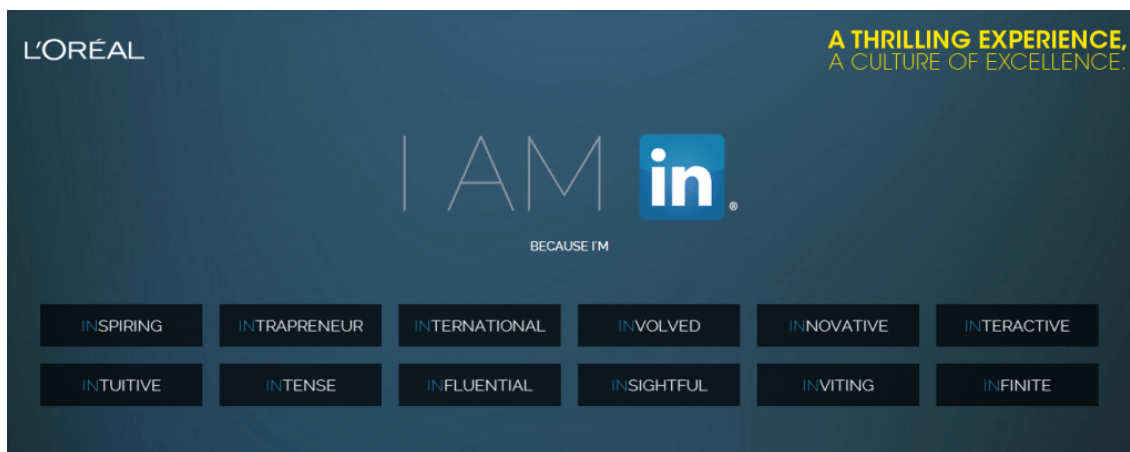 L'ORÉAL
A THRILLING EXPERIENCE,
A CULTURE OF EXCELLENCE.
I AM in®
BECAUSE I'M
INSPIRING INTRAPRENEUR INTERNATIONAL INVOLVED INNOVATIVE INTERACTIVE
INTUITIVE INTENSE INFLUENTIAL INSIGHTFUL INVITING INFINITE